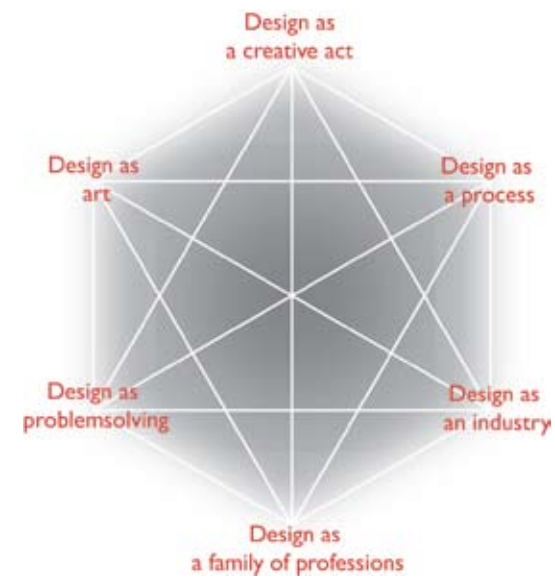 Design as
a creative act
Design as
art
Design as
a process
Design as
problemsolving
Design as
an industry
Design as
a family of professions